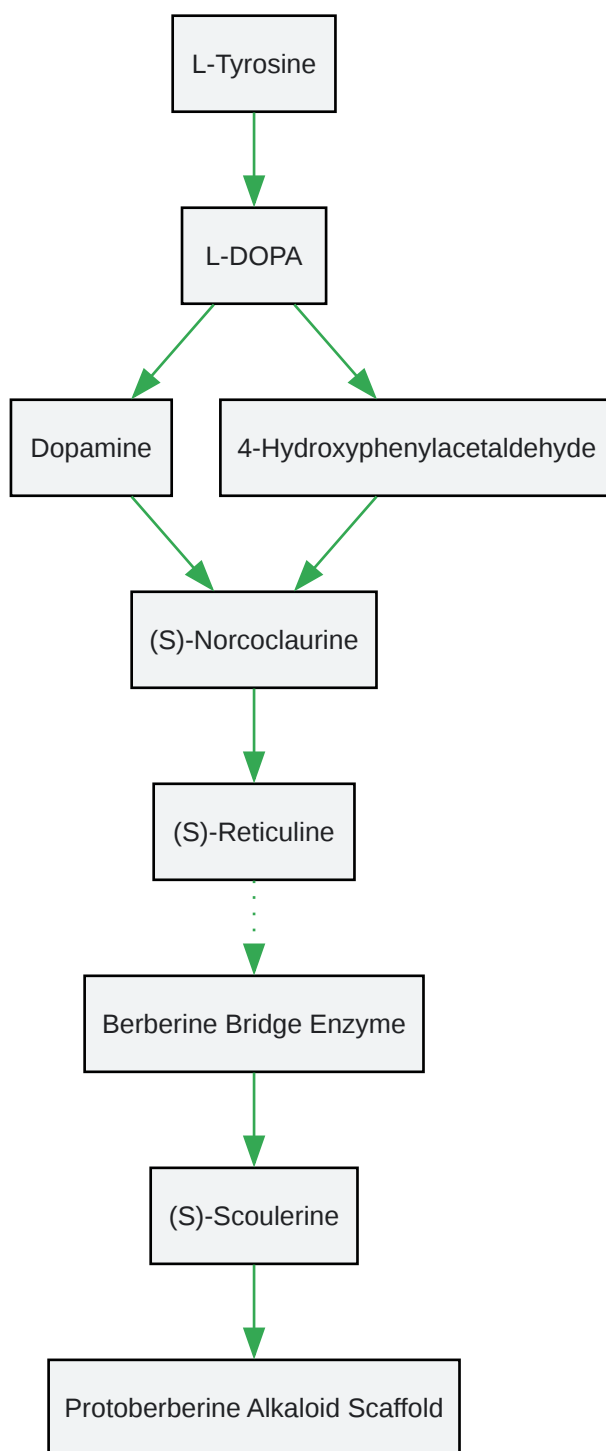 L-Tyrosine
L-DOPA
Dopamine
4-Hydroxyphenylacetaldehyde
(S)-Norcoclaurine
(S)-Reticuline
Berberine Bridge Enzyme
(S)-Scoulerine
Protoberberine Alkaloid Scaffold